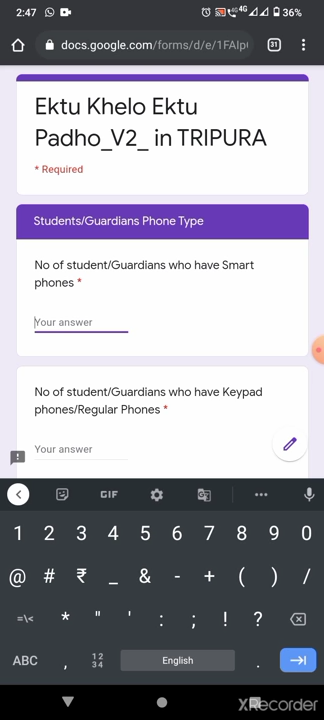 2:47 4G 4G 36%
docs.google.com/forms/d/e/1FAIp 31
Ektu Khelo Ektu
Padho_V2_ in TRIPURA
* Required
Students/Guardians Phone Type
No of student/Guardians who have Smart
phones *
Your answer
No of student/Guardians who have Keypad
phones/Regular Phones *
Your answer
GIF
1 2 3 4 5 6 7 8 9 0
@ # ₹ _ & - + ( ) /
=\< * " ' : ; ! ?
ABC , 12 English .
34
XRecorder